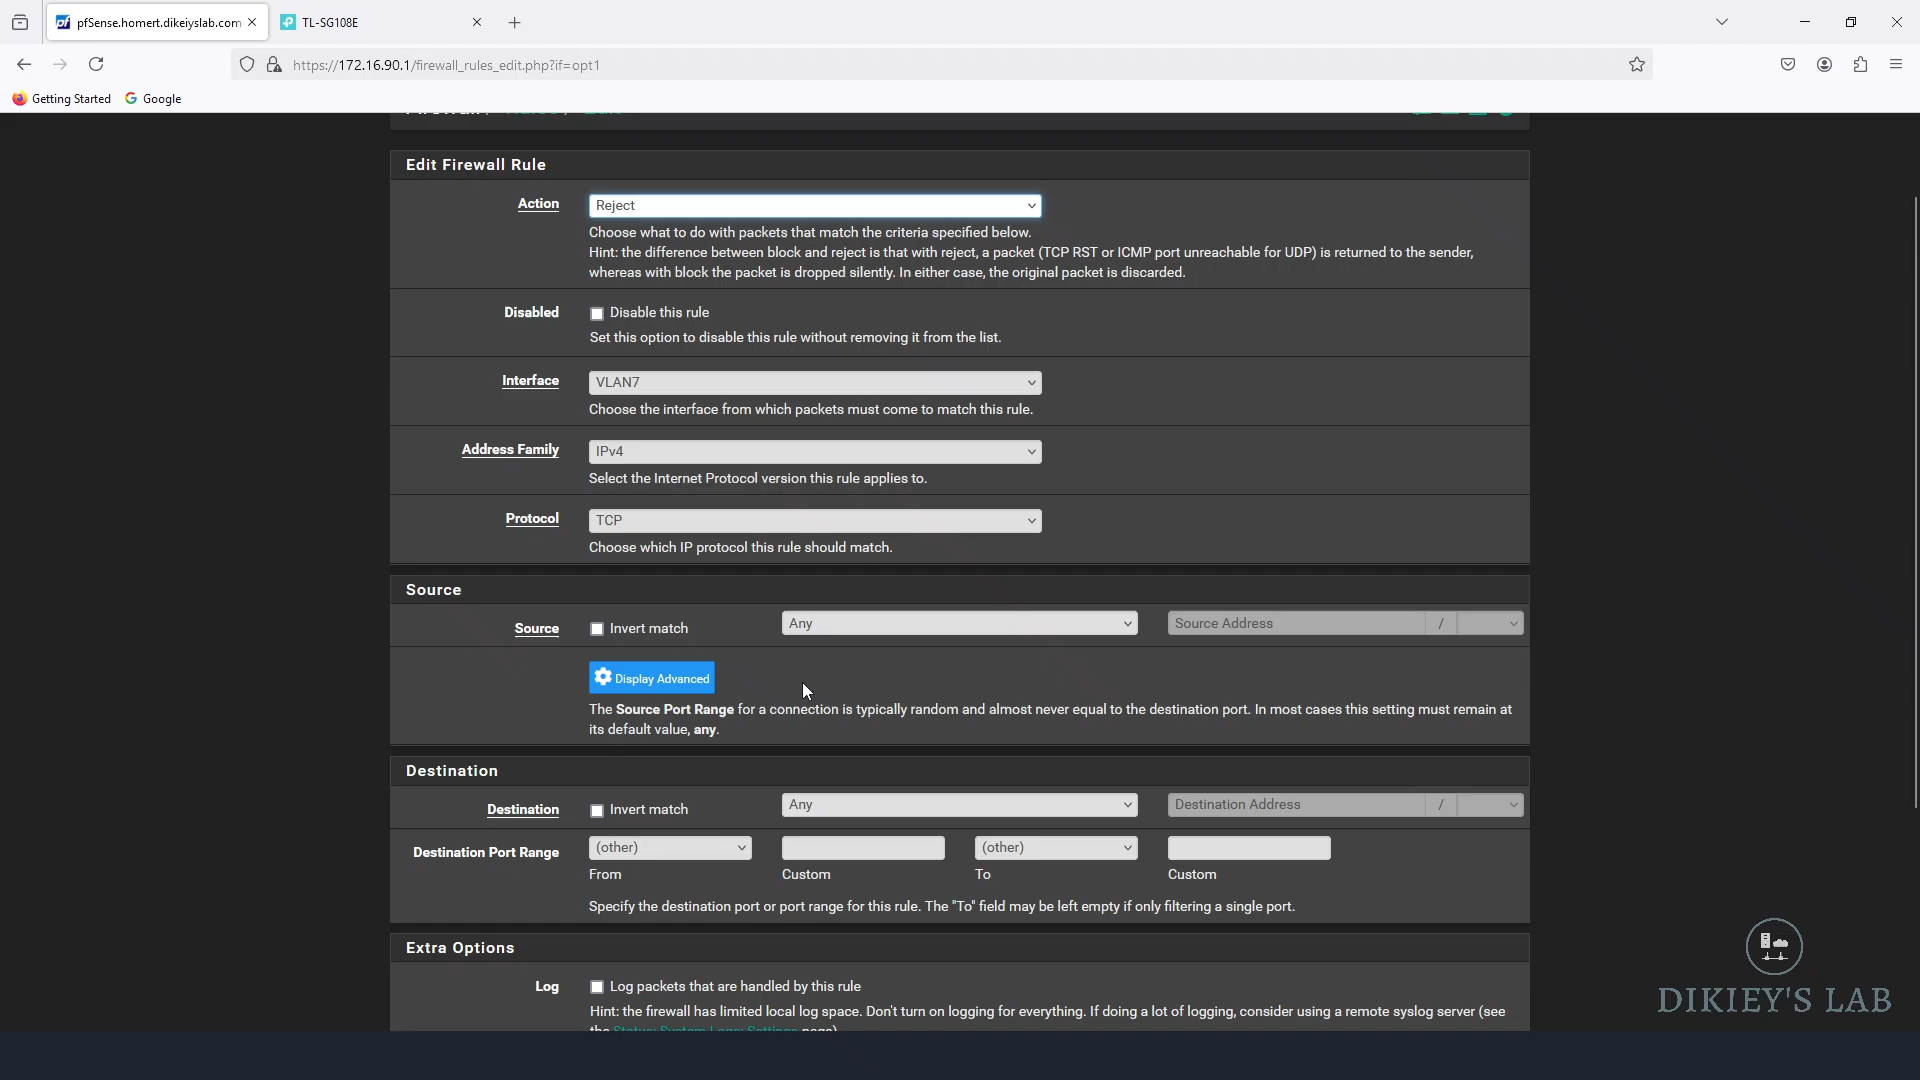 pfSense.homert.dikeiyslab.com
TL-SG108E
https://172.16.90.1/firewall_rules_edit.php?if=opt1
Getting Started
Google
Edit Firewall Rule
Action
Reject
Choose what to do with packets that match the criteria specified below.
Hint: the difference between block and reject is that with reject, a packet (TCP RST or ICMP port unreachable for UDP) is returned to the sender,
whereas with block the packet is dropped silently. In either case, the original packet is discarded.
Disabled
Disable this rule
Set this option to disable this rule without removing it from the list.
Interface
VLAN7
Choose the interface from which packets must come to match this rule.
Address Family
IPv4
Select the Internet Protocol version this rule applies to.
Protocol
TCP
Choose which IP protocol this rule should match.
Source
Source
Invert match
Any
Source Address
/
Display Advanced
The Source Port Range for a connection is typically random and almost never equal to the destination port. In most cases this setting must remain at
its default value, any.
Destination
Destination
Invert match
Any
Destination Address
/
Destination Port Range
(other)
(other)
From
Custom
To
Custom
Specify the destination port or port range for this rule. The "To" field may be left empty if only filtering a single port.
Extra Options
Log
Log packets that are handled by this rule
Hint: the firewall has limited local log space. Don't turn on logging for everything. If doing a lot of logging, consider using a remote syslog server (see
the Status: System Logs: Settings page)
DIKIEY'S LAB